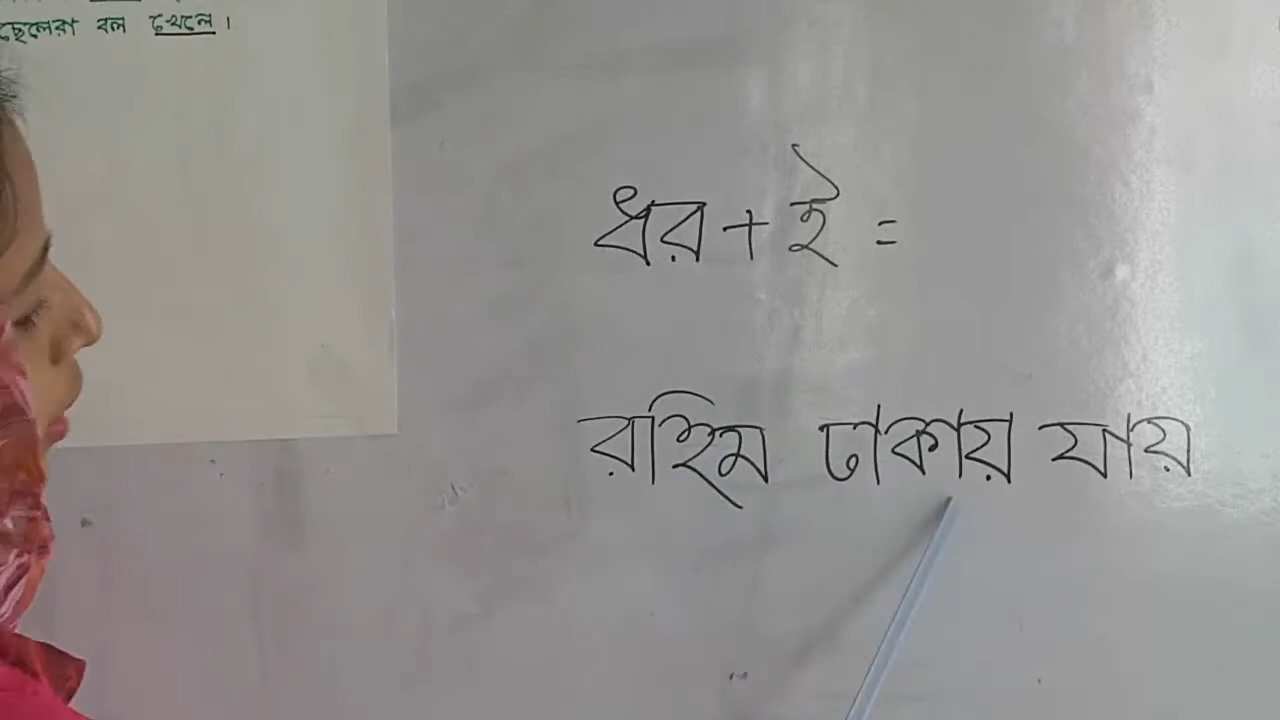 ছেলেরা বল খেলে।
ধর + ই =
রহিম ঢাকায় যায়